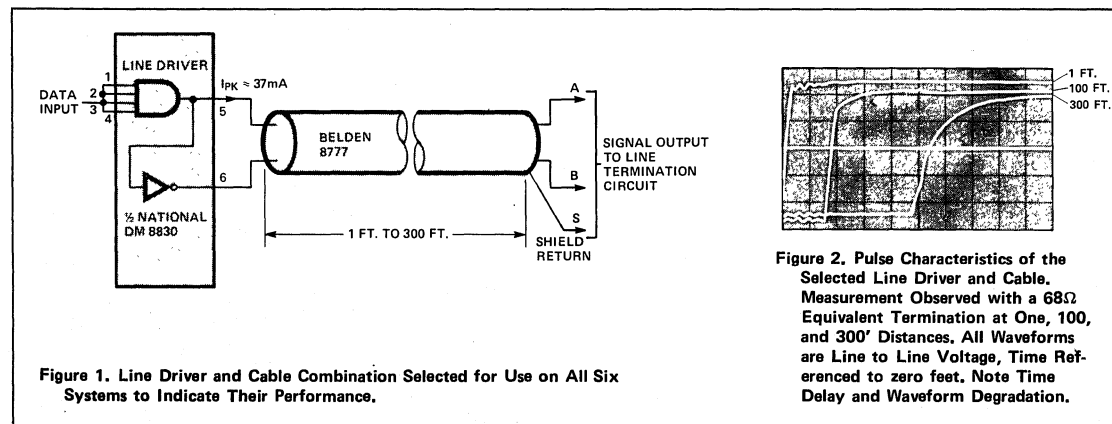 LINE DRIVER
1
2
3
4
DATA
INPUT
IPK ≈ 37mA
5
6
½ NATIONAL
DM 8830
BELDEN
8777
1 FT. TO 300 FT.
A
B
S
SHIELD
RETURN
SIGNAL OUTPUT
TO LINE
TERMINATION
CIRCUIT
Figure 1. Line Driver and Cable Combination Selected for Use on All Six
Systems to Indicate Their Performance.
1 FT.
100 FT.
300 FT.
Figure 2. Pulse Characteristics of the
Selected Line Driver and Cable.
Measurement Observed with a 68Ω
Equivalent Termination at One, 100,
and 300' Distances. All Waveforms
are Line to Line Voltage, Time Ref-
erenced to zero feet. Note Time
Delay and Waveform Degradation.